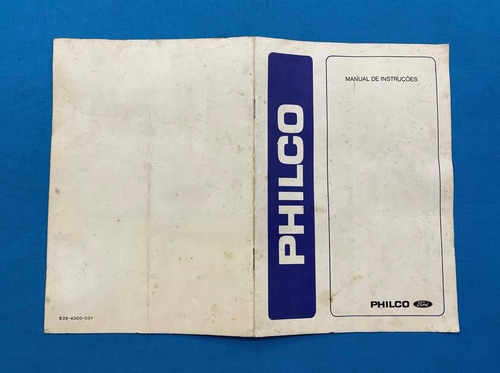 839-4000-001
PHILCO
MANUAL DE INSTRUÇÕES
PHILCO Ford